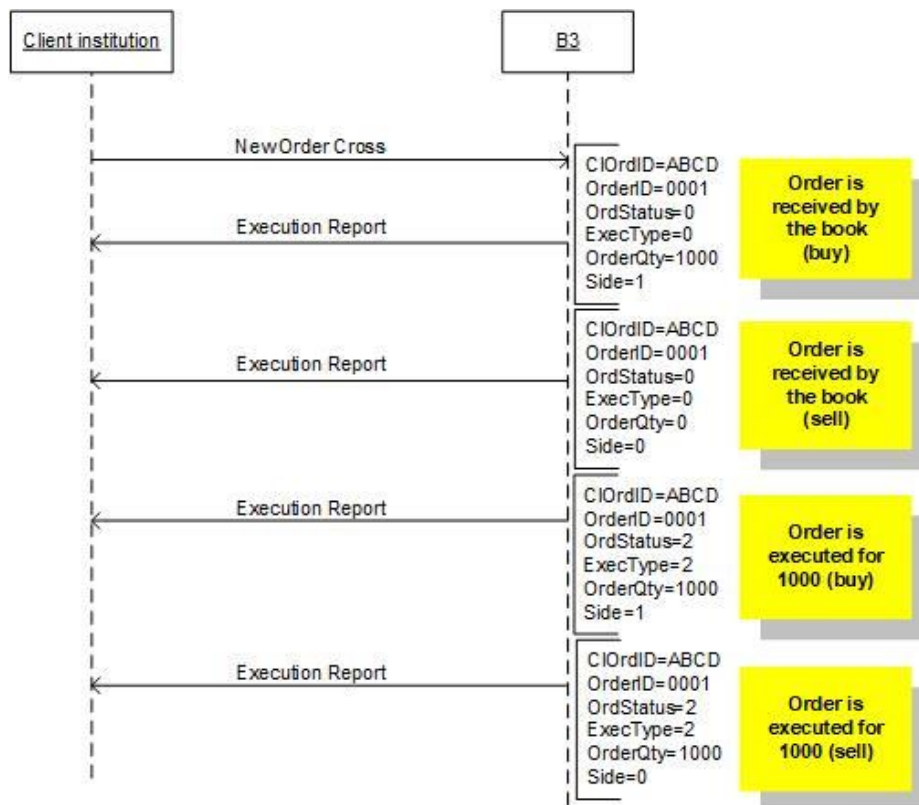 Client institution
B3
NewOrder Cross
ClOrdID=ABCD
OrderID=0001
OrdStatus=0
ExecType=0
OrderQty=1000
Side=1
Order is
received by
the book
(buy)
Execution Report
ClOrdID=ABCD
OrderID=0001
OrdStatus=0
ExecType=0
OrderQty=0
Side=0
Order is
received by
the book
(sell)
Execution Report
ClOrdID=ABCD
OrderID=0001
OrdStatus=2
ExecType=2
OrderQty=1000
Side=1
Order is
executed for
1000 (buy)
Execution Report
ClOrdID=ABCD
OrderID=0001
OrdStatus=2
ExecType=2
OrderQty=1000
Side=0
Order is
executed for
1000 (sell)
Execution Report